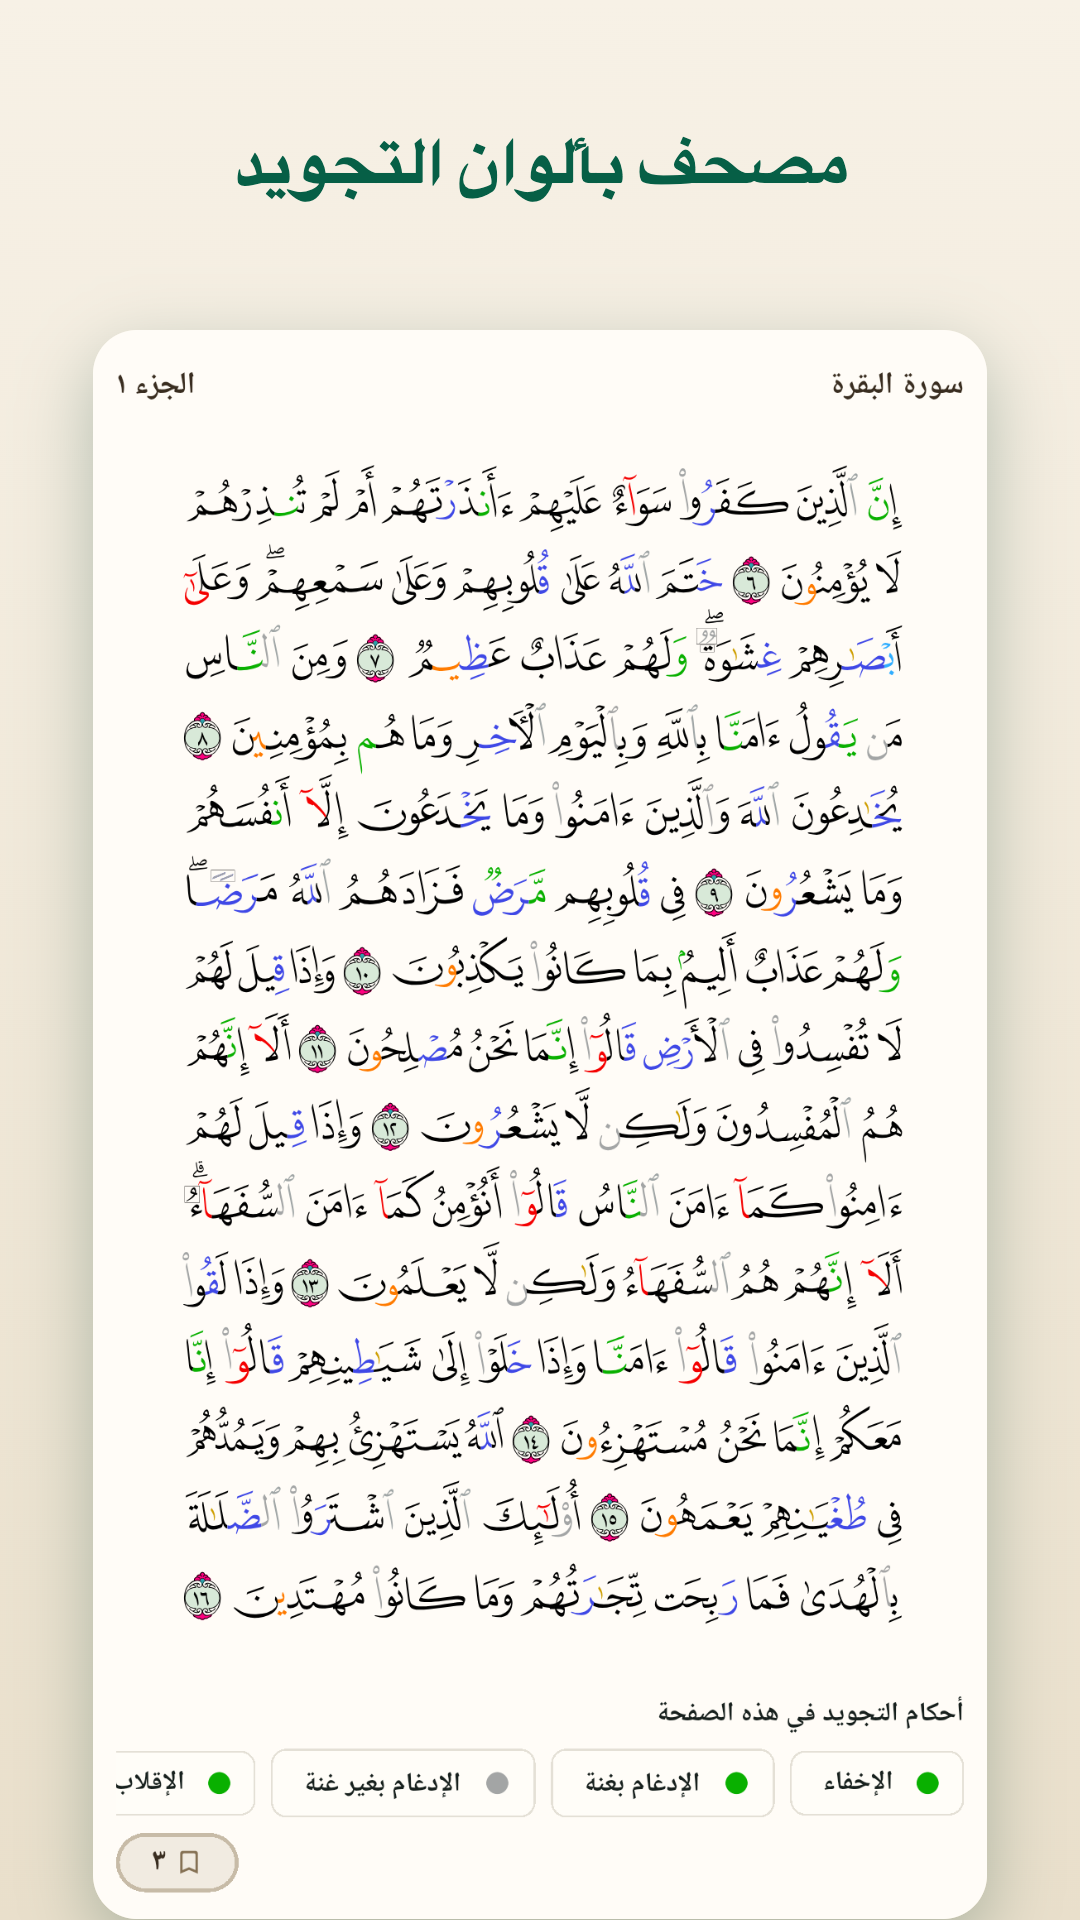 مصحف بألوان التجويد
سورة البقرة
الجزء ١
إِنَّ ٱلَّذِينَ كَفَرُوا۟ سَوَآءٌ عَلَيْهِمْ ءَأَنذَرْتَهُمْ أَمْ لَمْ تُنذِرْهُمْ
لَا يُؤْمِنُونَ ٦ خَتَمَ ٱللَّهُ عَلَىٰ قُلُوبِهِمْ وَعَلَىٰ سَمْعِهِمْ ۖ وَعَلَىٰٓ
أَبْصَـٰرِهِمْ غِشَـٰوَةٌ ۖ وَلَهُمْ عَذَابٌ عَظِيمٌ ٧ وَمِنَ ٱلنَّاسِ
مَن يَقُولُ ءَامَنَّا بِٱللَّهِ وَبِٱلْيَوْمِ ٱلْـَٔاخِرِ وَمَا هُم بِمُؤْمِنِينَ ٨
يُخَـٰدِعُونَ ٱللَّهَ وَٱلَّذِينَ ءَامَنُوا۟ وَمَا يَخْدَعُونَ إِلَّآ أَنفُسَهُمْ
وَمَا يَشْعُرُونَ ٩ فِى قُلُوبِهِم مَّرَضٌ فَزَادَهُمُ ٱللَّهُ مَرَضًا ۖ
وَلَهُمْ عَذَابٌ أَلِيمٌۢ بِمَا كَانُوا۟ يَكْذِبُونَ ١٠ وَإِذَا قِيلَ لَهُمْ
لَا تُفْسِدُوا۟ فِى ٱلْأَرْضِ قَالُوٓا۟ إِنَّمَا نَحْنُ مُصْلِحُونَ ١١ أَلَآ إِنَّهُمْ
هُمُ ٱلْمُفْسِدُونَ وَلَـٰكِن لَّا يَشْعُرُونَ ١٢ وَإِذَا قِيلَ لَهُمْ
ءَامِنُوا۟ كَمَآ ءَامَنَ ٱلنَّاسُ قَالُوٓا۟ أَنُؤْمِنُ كَمَآ ءَامَنَ ٱلسُّفَهَآءُ ۗ
أَلَآ إِنَّهُمْ هُمُ ٱلسُّفَهَآءُ وَلَـٰكِن لَّا يَعْلَمُونَ ١٣ وَإِذَا لَقُوا۟
ٱلَّذِينَ ءَامَنُوا۟ قَالُوٓا۟ ءَامَنَّا وَإِذَا خَلَوْا۟ إِلَىٰ شَيَـٰطِينِهِمْ قَالُوٓا۟ إِنَّا
مَعَكُمْ إِنَّمَا نَحْنُ مُسْتَهْزِءُونَ ١٤ ٱللَّهُ يَسْتَهْزِئُ بِهِمْ وَيَمُدُّهُمْ
فِى طُغْيَـٰنِهِمْ يَعْمَهُونَ ١٥ أُو۟لَـٰٓئِكَ ٱلَّذِينَ ٱشْتَرَوُا۟ ٱلضَّلَـٰلَةَ
بِٱلْهُدَىٰ فَمَا رَبِحَت تِّجَـٰرَتُهُمْ وَمَا كَانُوا۟ مُهْتَدِينَ ١٦
أحكام التجويد في هذه الصفحة
الإخفاء
الإدغام بغنة
الإدغام بغير غنة
الإقلاب
٣